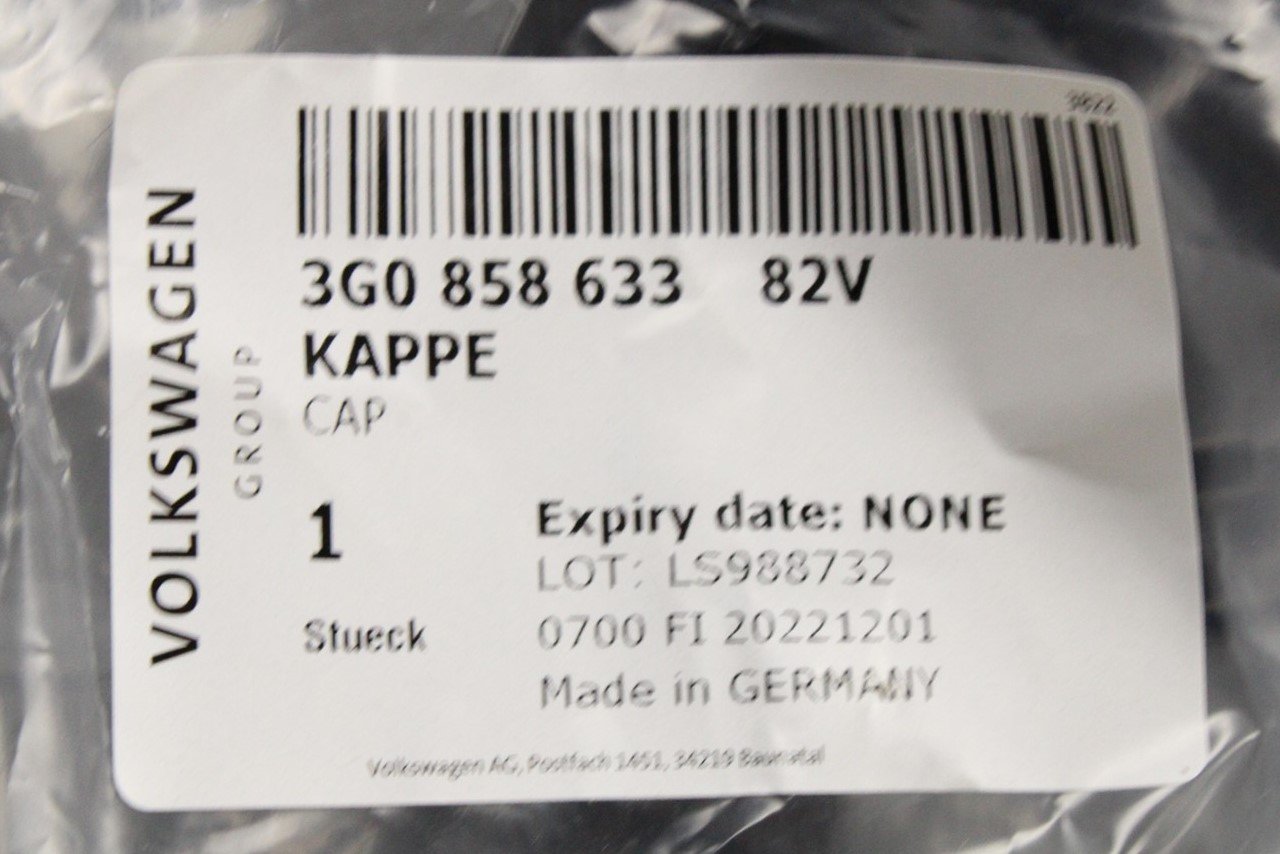 3822
VOLKSWAGEN
GROUP
3G0 858 633 82V
KAPPE
CAP
1
Stueck
Expiry date: NONE
LOT: LS988732
0700 FI 20221201
Made in GERMANY
Volkswagen AG, Postfach 1451, 34219 Baunatal